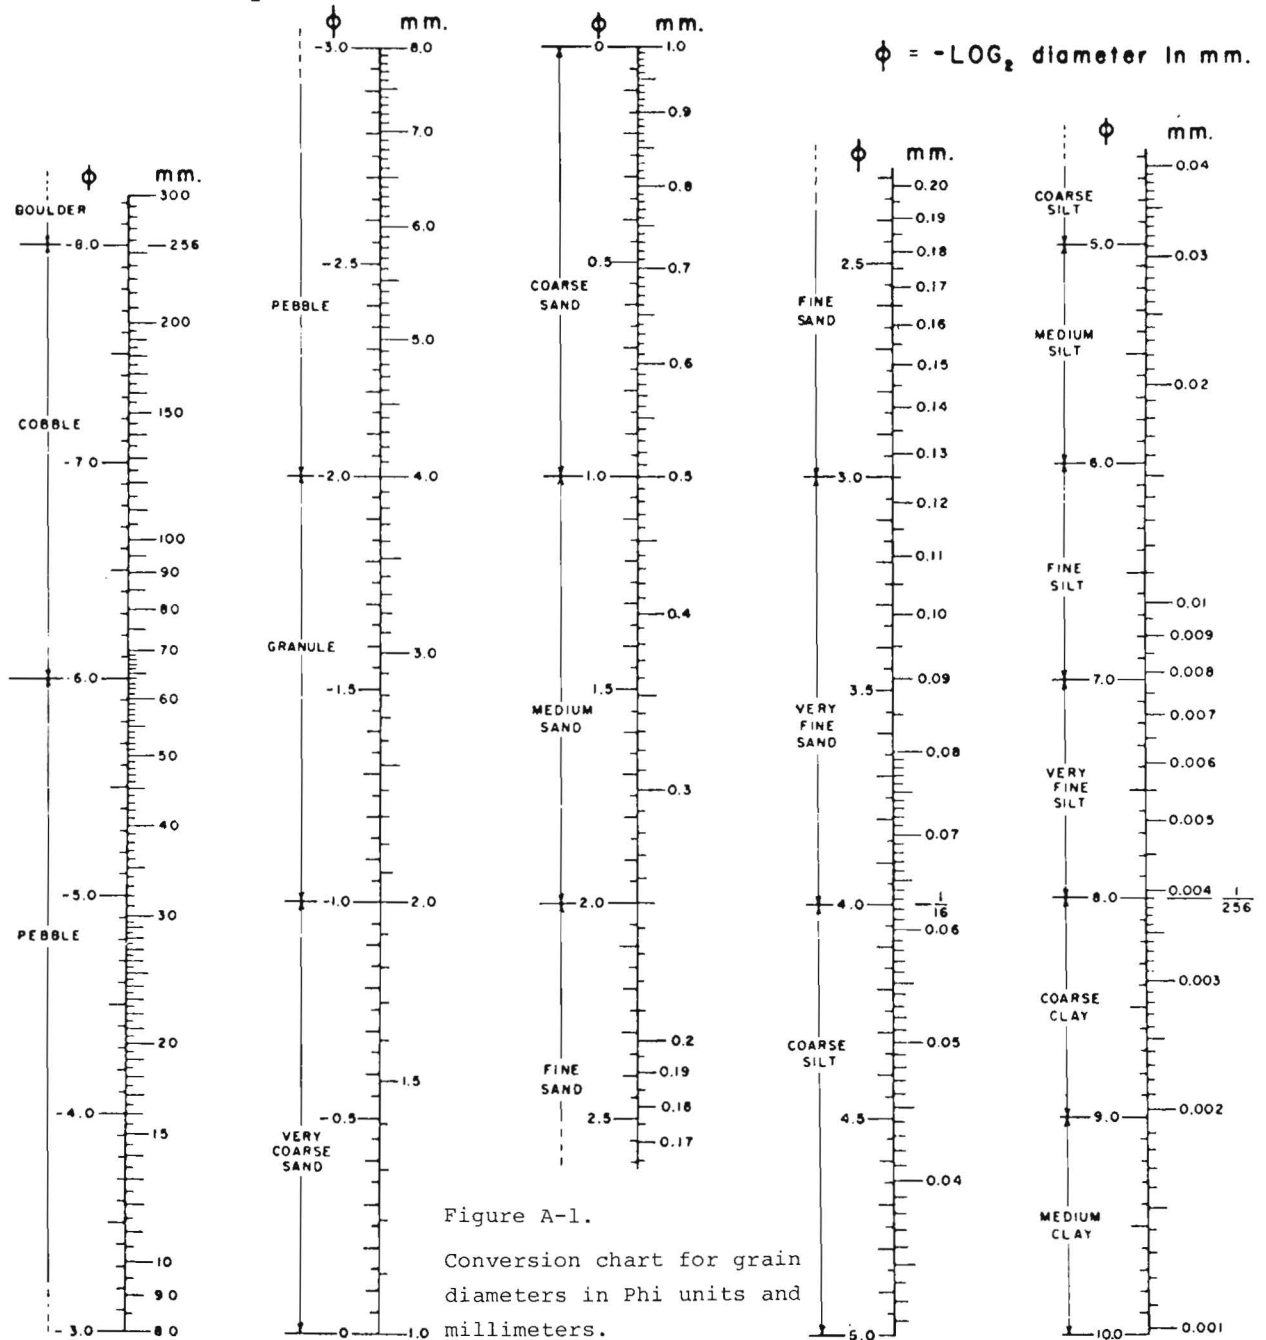 ϕ = -LOG₂ diameter in mm.
ϕ mm.
300
BOULDER
-8.0 256
200
150
COBBLE
-7.0
100
90
80
70
-6.0
60
50
40
-5.0
30
PEBBLE
20
-4.0
15
10
9.0
-3.0 8.0
ϕ mm.
-3.0 8.0
7.0
6.0
-2.5
PEBBLE
5.0
-2.0 4.0
GRANULE
3.0
-1.5
-1.0 2.0
1.5
-0.5
VERY
COARSE
SAND
0 1.0
ϕ mm.
0 1.0
0.9
0.8
0.5
0.7
COARSE
SAND
0.6
1.0 0.5
0.4
1.5
MEDIUM
SAND
0.3
2.0
0.2
FINE
SAND
0.19
0.18
2.5
0.17
ϕ mm.
0.20
0.19
0.18
2.5
0.17
FINE
SAND
0.16
0.15
0.14
0.13
3.0
0.12
0.11
0.10
0.09
3.5
VERY
FINE
SAND
0.08
0.07
4.0 1/16
0.06
0.05
COARSE
SILT
4.5
0.04
5.0
ϕ mm.
0.04
COARSE
SILT
5.0
0.03
MEDIUM
SILT
0.02
6.0
FINE
SILT
0.01
0.009
0.008
7.0
0.007
0.006
VERY
FINE
SILT
0.005
0.004
8.0 1/256
0.003
COARSE
CLAY
0.002
9.0
MEDIUM
CLAY
0.001
10.0
Figure A-1.
Conversion chart for grain
diameters in Phi units and
millimeters.